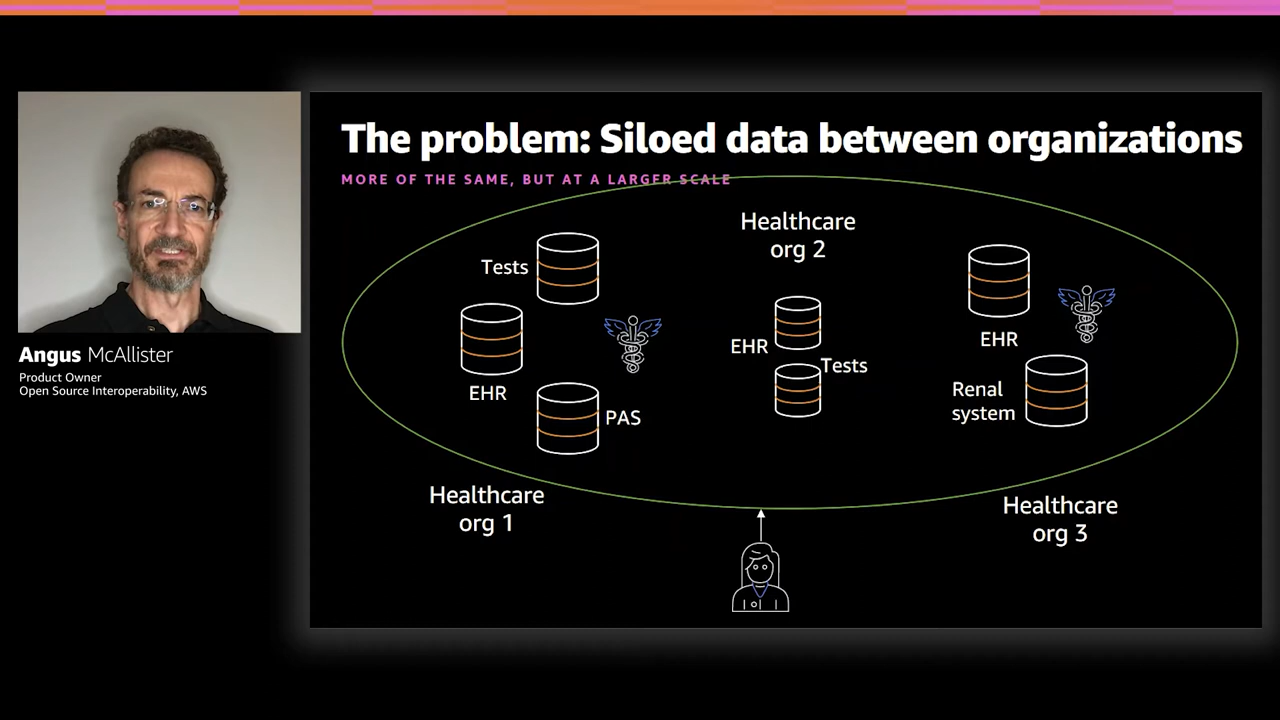 The problem: Siloed data between organizations
MORE OF THE SAME, BUT AT A LARGER SCALE
Healthcare
org 2
Tests
EHR
PAS
EHR
Tests
EHR
Renal
system
Healthcare
org 1
Healthcare
org 3
Angus McAllister
Product Owner
Open Source Interoperability, AWS